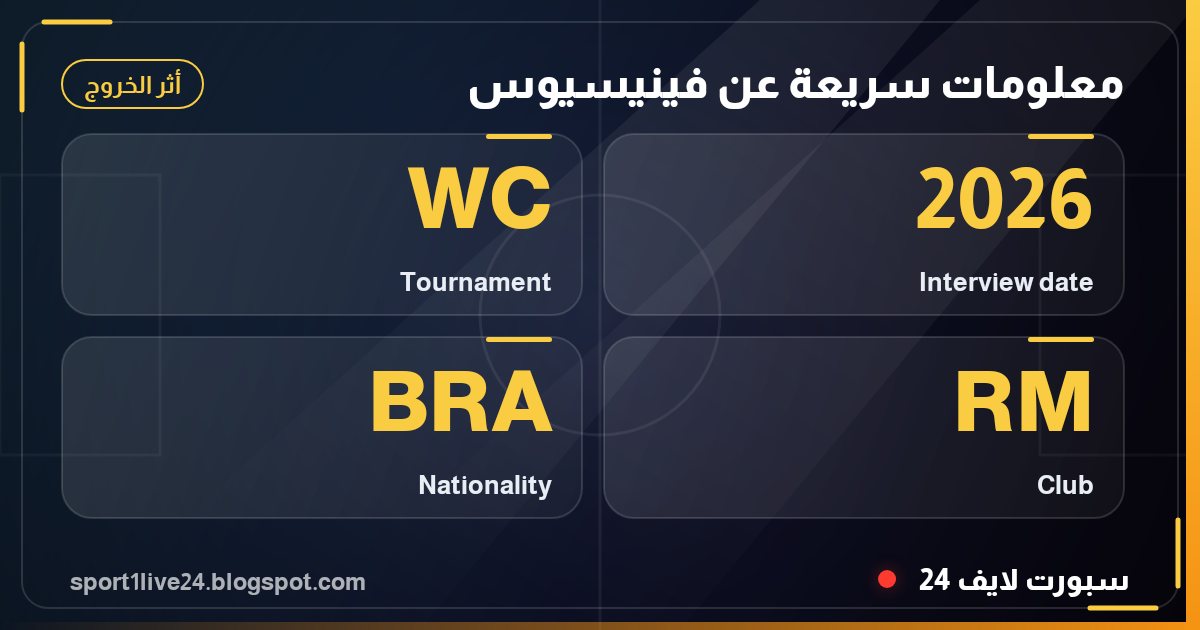 معلومات سريعة عن فينيسيوس
أثر الخروج
2026
Interview date
WC
Tournament
RM
Club
BRA
Nationality
سبورت لايف 24
sport1live24.blogspot.com